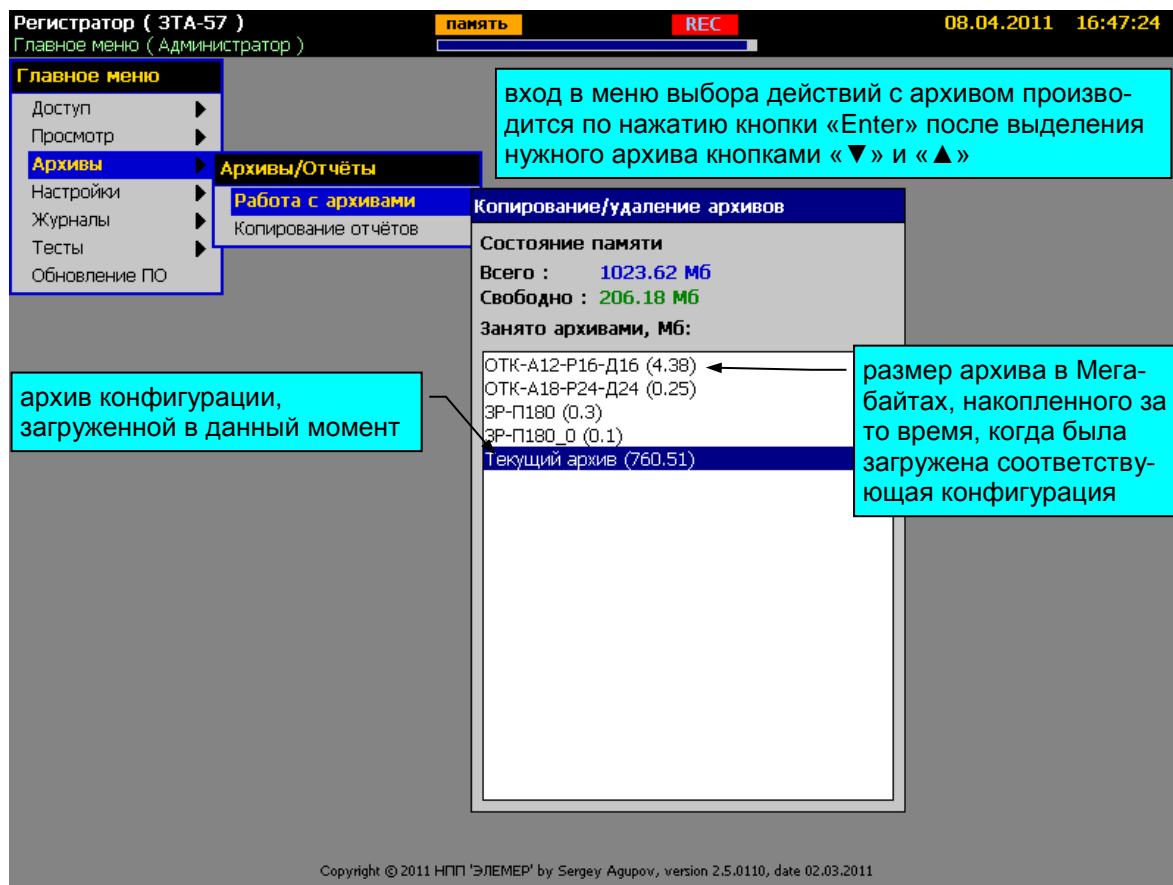 Регистратор ( ЗТА-57 )
память
REC
08.04.2011 16:47:24
Главное меню ( Администратор )
Главное меню
Доступ
Просмотр
Архивы
Настройки
Журналы
Тесты
Обновление ПО
Архивы/Отчёты
Работа с архивами
Копирование отчётов
вход в меню выбора действий с архивом произво-
дится по нажатию кнопки «Enter» после выделения
нужного архива кнопками «▼» и «▲»
Копирование/удаление архивов
Состояние памяти
Всего : 1023.62 Мб
Свободно : 206.18 Мб
Занято архивами, Мб:
ОТК-А12-Р16-Д16 (4.38)
ОТК-А18-Р24-Д24 (0.25)
ЗР-П180 (0.3)
ЗР-П180_0 (0.1)
Текущий архив (760.51)
архив конфигурации,
загруженной в данный момент
размер архива в Мега-
байтах, накопленного за
то время, когда была
загружена соответству-
ющая конфигурация
Copyright © 2011 НПП 'ЭЛЕМЕР' by Sergey Agupov, version 2.5.0110, date 02.03.2011